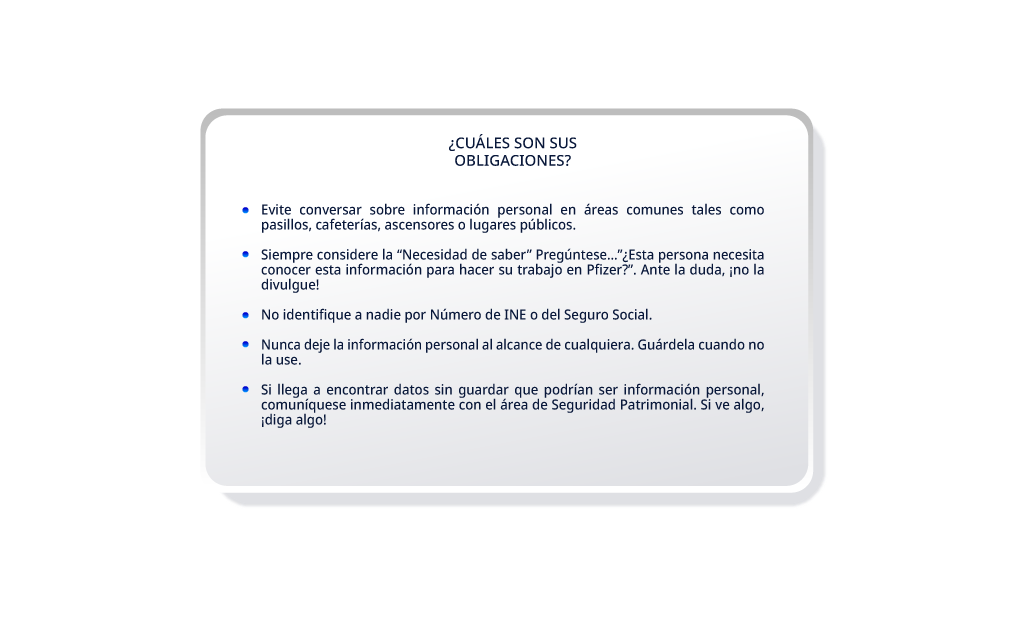 ¿CUÁLES SON SUS
OBLIGACIONES?
Evite conversar sobre información personal en áreas comunes tales como
pasillos, cafeterías, ascensores o lugares públicos.
Siempre considere la “Necesidad de saber” Pregúntese...”¿Esta persona necesita
conocer esta información para hacer su trabajo en Pfizer?”. Ante la duda, ¡no la
divulgue!
No identifique a nadie por Número de INE o del Seguro Social.
Nunca deje la información personal al alcance de cualquiera. Guárdela cuando no
la use.
Si llega a encontrar datos sin guardar que podrían ser información personal,
comuníquese inmediatamente con el área de Seguridad Patrimonial. Si ve algo,
¡diga algo!